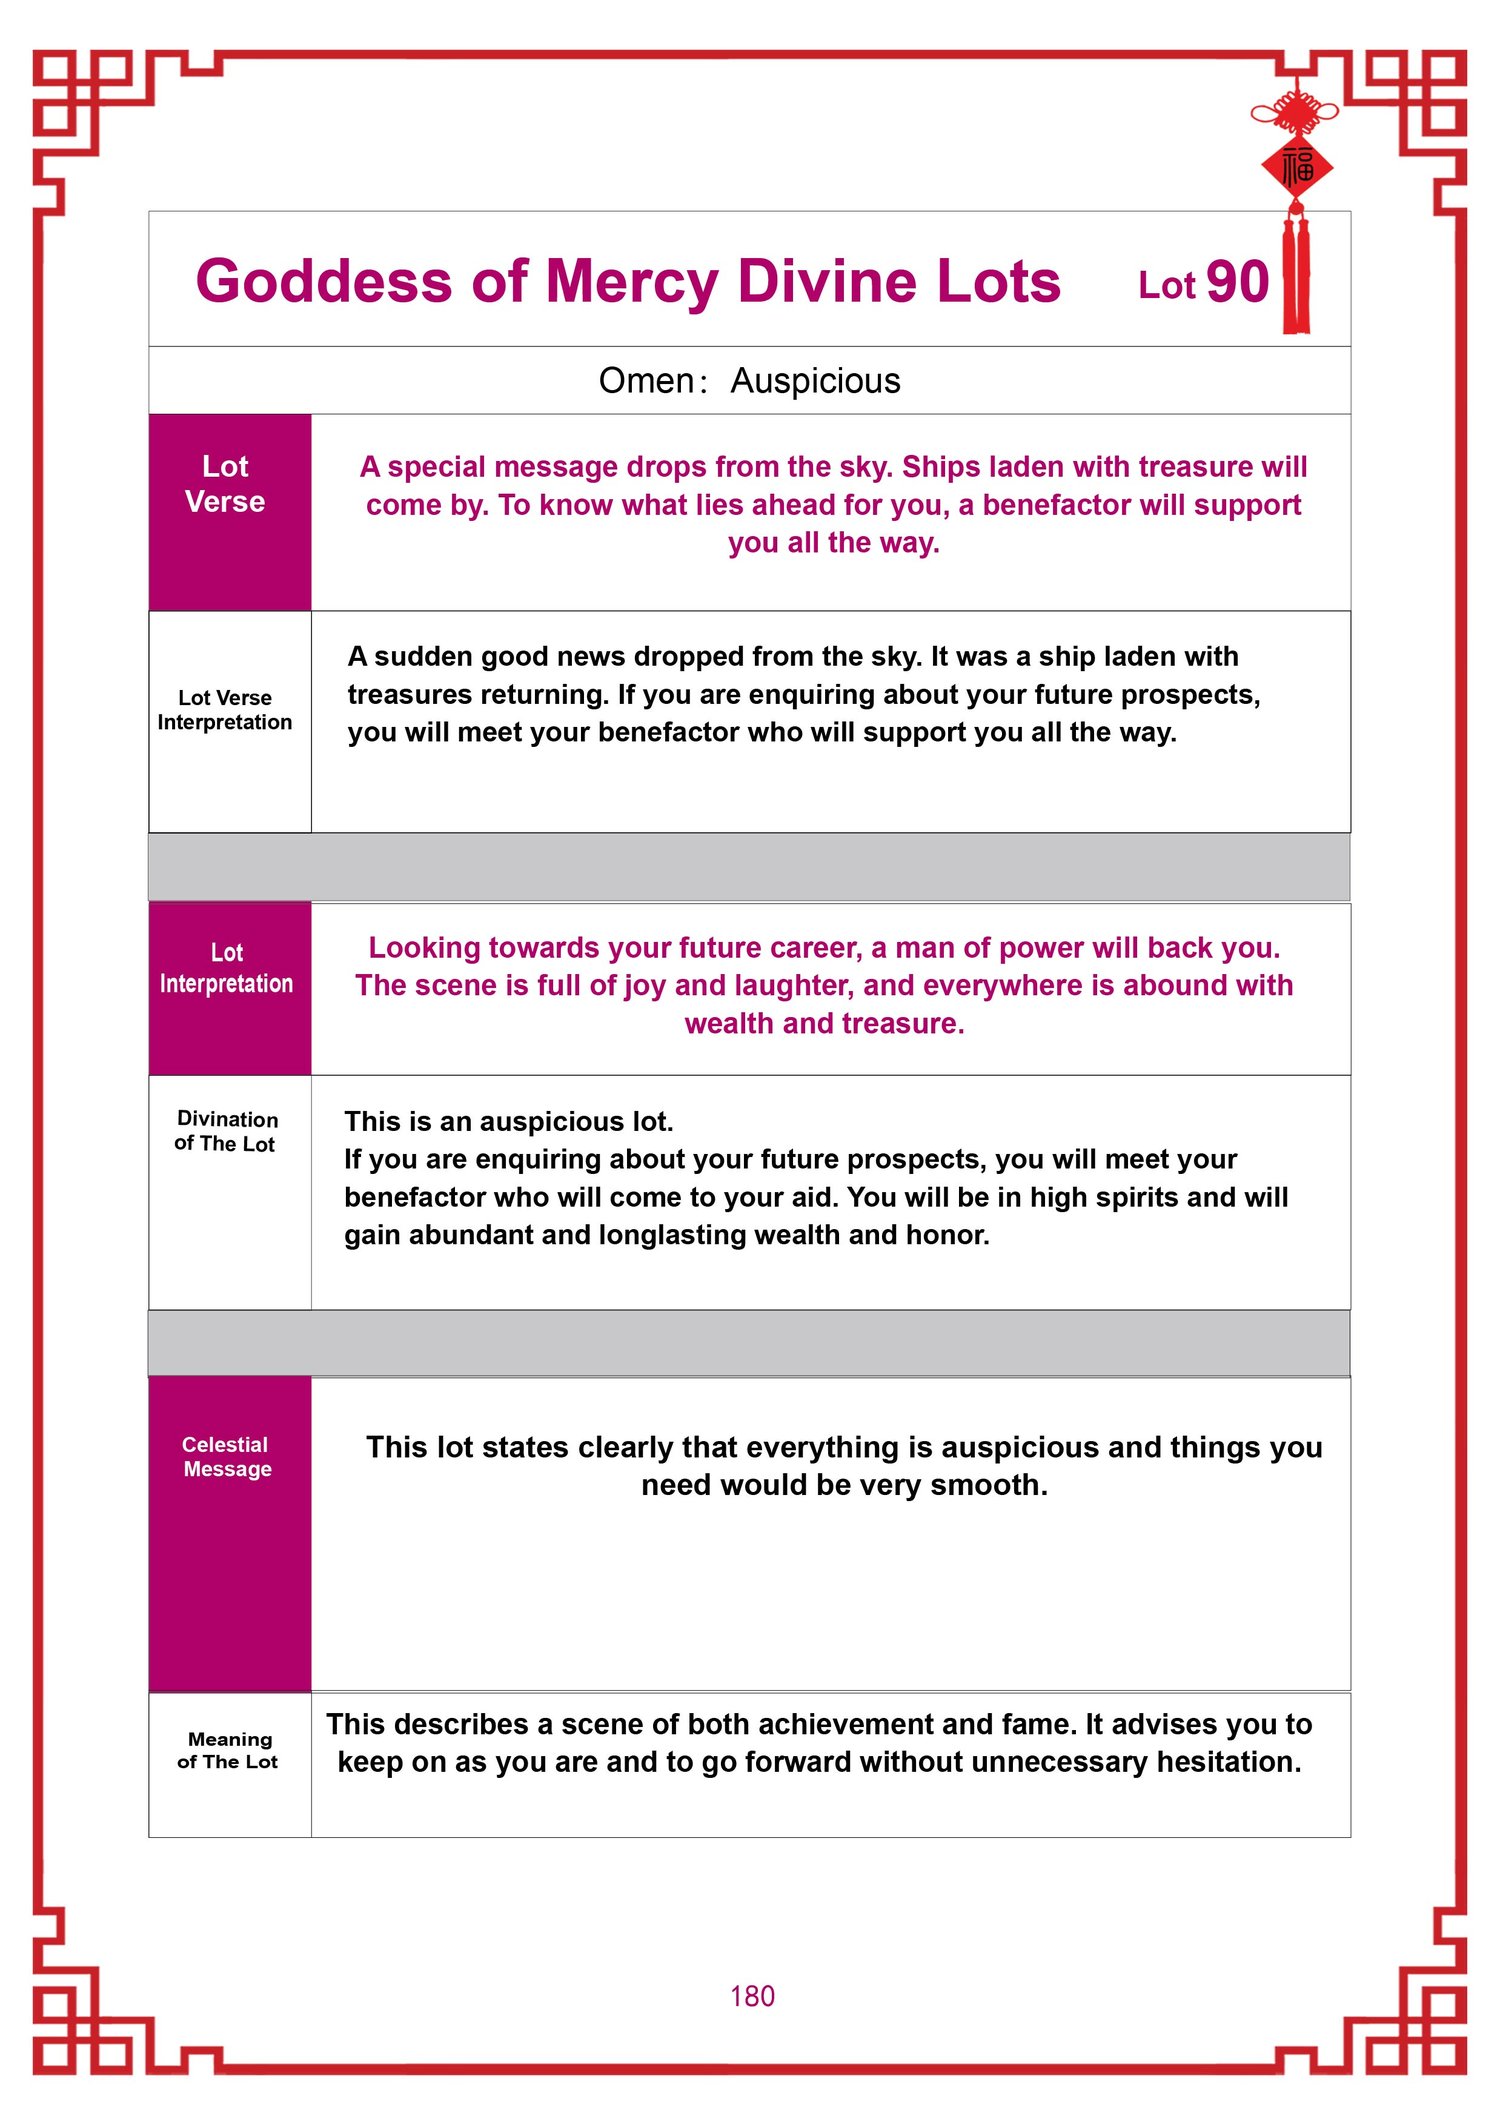 福
Goddess of Mercy Divine Lots Lot 90
Omen： Auspicious
Lot
Verse
A special message drops from the sky. Ships laden with treasure will
come by. To know what lies ahead for you, a benefactor will support
you all the way.
Lot Verse
Interpretation
A sudden good news dropped from the sky. It was a ship laden with
treasures returning. If you are enquiring about your future prospects,
you will meet your benefactor who will support you all the way.
Lot
Interpretation
Looking towards your future career, a man of power will back you.
The scene is full of joy and laughter, and everywhere is abound with
wealth and treasure.
Divination
of The Lot
This is an auspicious lot.
If you are enquiring about your future prospects, you will meet your
benefactor who will come to your aid. You will be in high spirits and will
gain abundant and longlasting wealth and honor.
Celestial
Message
This lot states clearly that everything is auspicious and things you
need would be very smooth.
Meaning
of The Lot
This describes a scene of both achievement and fame. It advises you to
keep on as you are and to go forward without unnecessary hesitation.
180